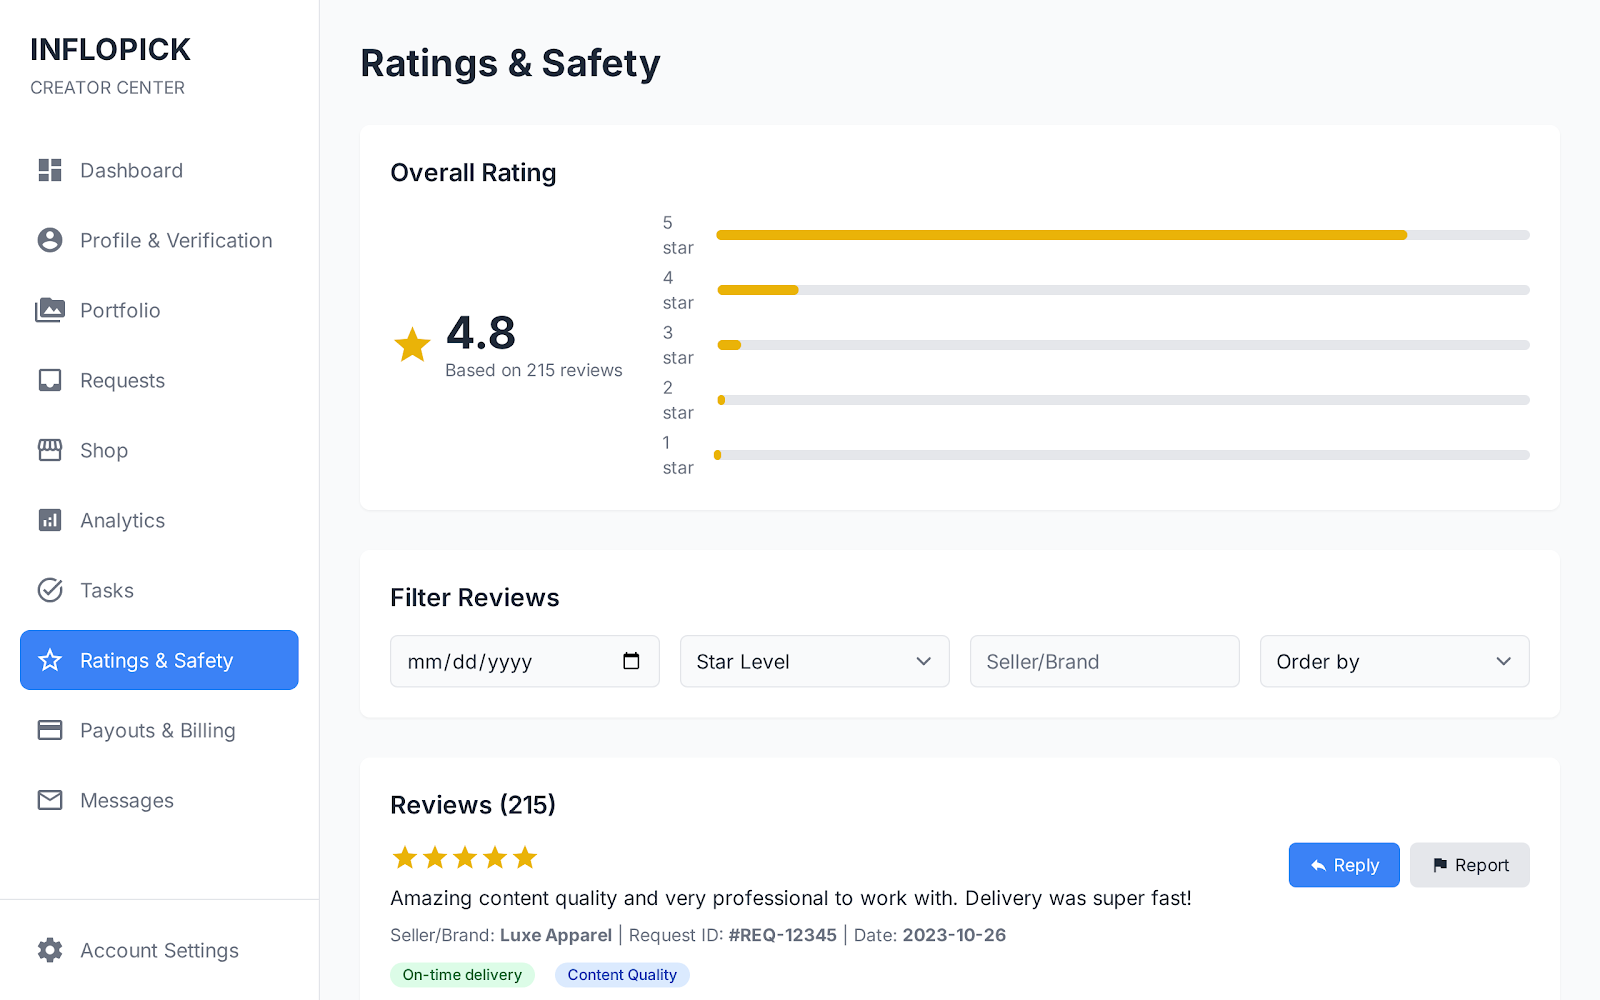 INFLOPICK
CREATOR CENTER
Dashboard
Profile & Verification
Portfolio
Requests
Shop
Analytics
Tasks
Ratings & Safety
Payouts & Billing
Messages
Account Settings
Ratings & Safety
Overall Rating
4.8
Based on 215 reviews
5
star
4
star
3
star
2
star
1
star
Filter Reviews
mm/dd/yyyy
Star Level
Seller/Brand
Order by
Reviews (215)
Reply
Report
Amazing content quality and very professional to work with. Delivery was super fast!
Seller/Brand: Luxe Apparel | Request ID: #REQ-12345 | Date: 2023-10-26
On-time delivery
Content Quality